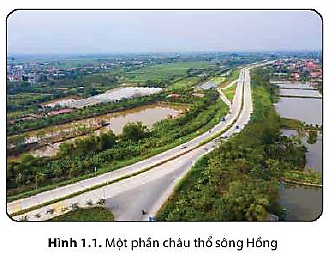 Hình 1.1. Một phần châu thổ sông Hồng